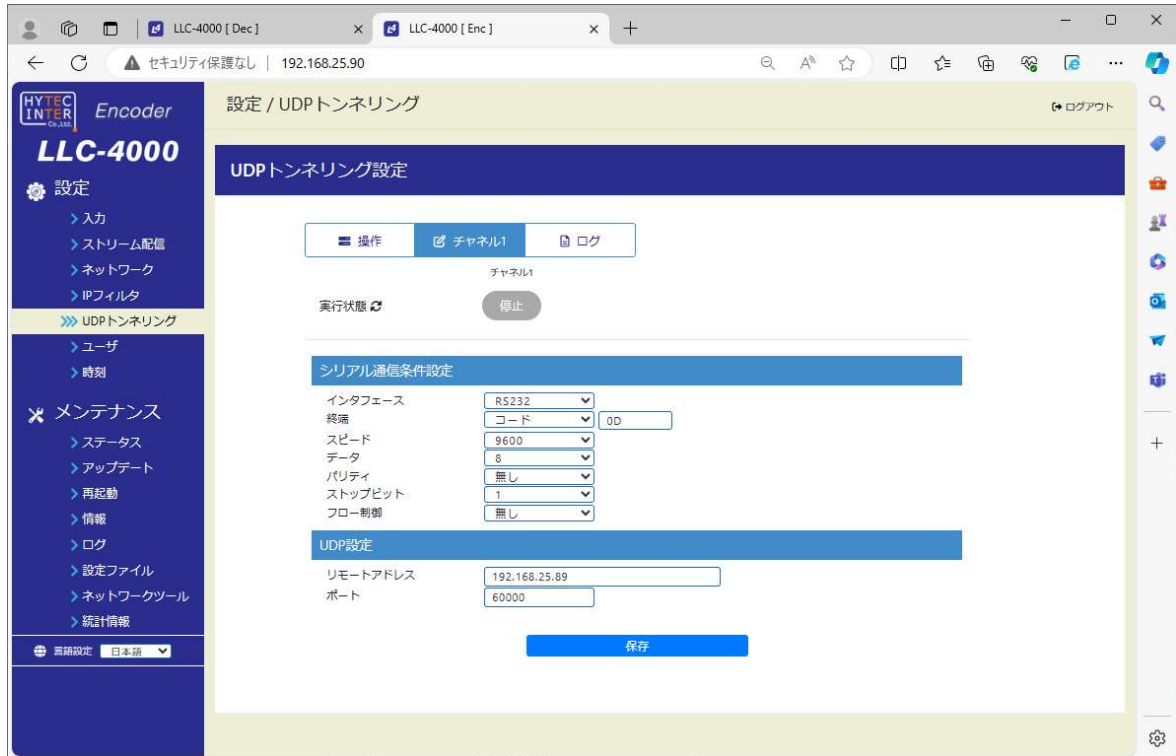 LLC-4000 [ Dec ]
LLC-4000 [ Enc ]
セキュリティ保護なし
192.168.25.90
HYTEC INTER Co.,Ltd.
Encoder
LLC-4000
設定
入力
ストリーム配信
ネットワーク
IPフィルタ
UDPトンネリング
ユーザ
時刻
メンテナンス
ステータス
アップデート
再起動
情報
ログ
設定ファイル
ネットワークツール
統計情報
言語設定 日本語
設定 / UDPトンネリング
ログアウト
UDPトンネリング設定
操作 チャネル1 ログ
チャネル1
実行状態 停止
シリアル通信条件設定
インタフェース RS232
終端 コード 0D
スピード 9600
データ 8
パリティ 無し
ストップビット 1
フロー制御 無し
UDP設定
リモートアドレス 192.168.25.89
ポート 60000
保存